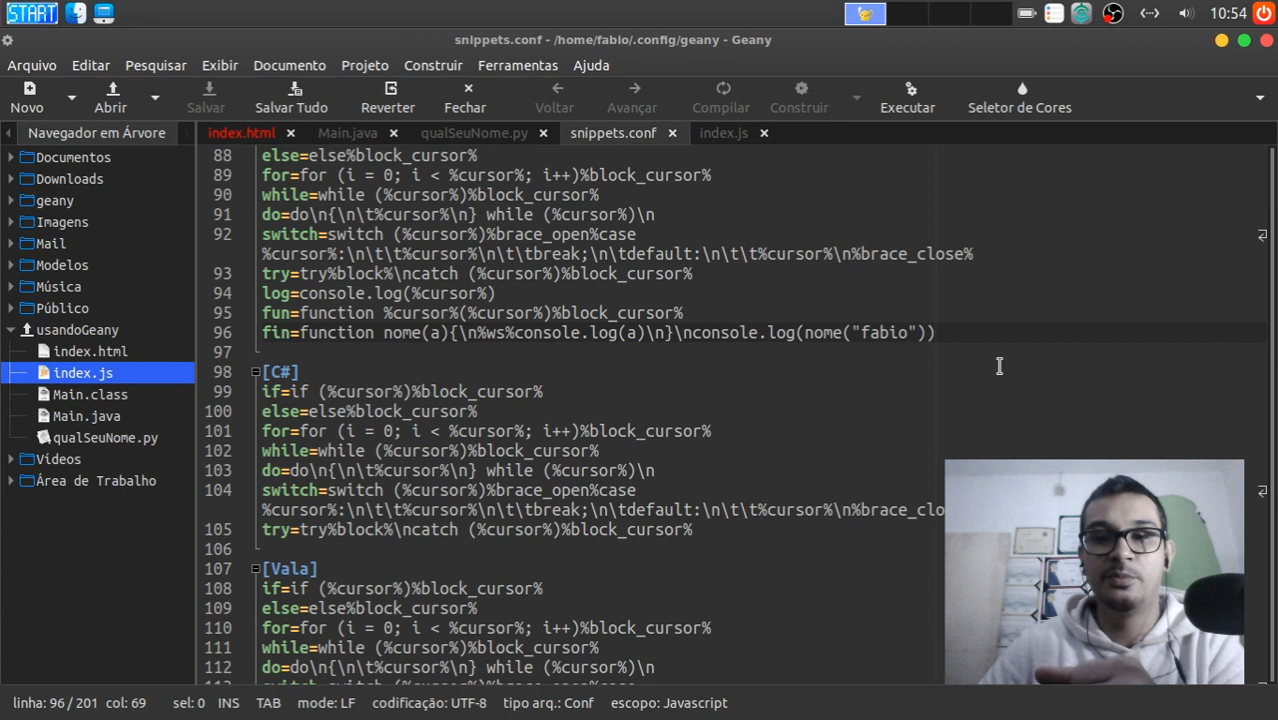 START
10:54
snippets.conf - /home/fabio/.config/geany - Geany
Arquivo Editar Pesquisar Exibir Documento Projeto Construir Ferramentas Ajuda
Novo Abrir Salvar Salvar Tudo Reverter Fechar Voltar Avançar Compilar Construir Executar Seletor de Cores
Navegador em Árvore
index.html Main.java qualSeuNome.py snippets.conf index.js
Documentos
Downloads
geany
Imagens
Mail
Modelos
Música
Público
usandoGeany
index.html
index.js
Main.class
Main.java
qualSeuNome.py
Vídeos
Área de Trabalho
88 else=else%block_cursor%
89 for=for (i = 0; i < %cursor%; i++)%block_cursor%
90 while=while (%cursor%)%block_cursor%
91 do=do\n{\n\t%cursor%\n} while (%cursor%)\n
92 switch=switch (%cursor%)%brace_open%case
%cursor%:\n\t\t%cursor%\n\t\tbreak;\n\tdefault:\n\t\t%cursor%\n%brace_close%
93 try=try%block%\ncatch (%cursor%)%block_cursor%
94 log=console.log(%cursor%)
95 fun=function %cursor%(%cursor%)%block_cursor%
96 fin=function nome(a){\n%ws%console.log(a)\n}\nconsole.log(nome("fabio"))
97
98 [C#]
99 if=if (%cursor%)%block_cursor%
100 else=else%block_cursor%
101 for=for (i = 0; i < %cursor%; i++)%block_cursor%
102 while=while (%cursor%)%block_cursor%
103 do=do\n{\n\t%cursor%\n} while (%cursor%)\n
104 switch=switch (%cursor%)%brace_open%case
%cursor%:\n\t\t%cursor%\n\t\tbreak;\n\tdefault:\n\t\t%cursor%\n%brace_clo
105 try=try%block%\ncatch (%cursor%)%block_cursor%
106
107 [Vala]
108 if=if (%cursor%)%block_cursor%
109 else=else%block_cursor%
110 for=for (i = 0; i < %cursor%; i++)%block_cursor%
111 while=while (%cursor%)%block_cursor%
112 do=do\n{\n\t%cursor%\n} while (%cursor%)\n
linha: 96 / 201 col: 69 sel: 0 INS TAB mode: LF codificação: UTF-8 tipo arq.: Conf escopo: Javascript